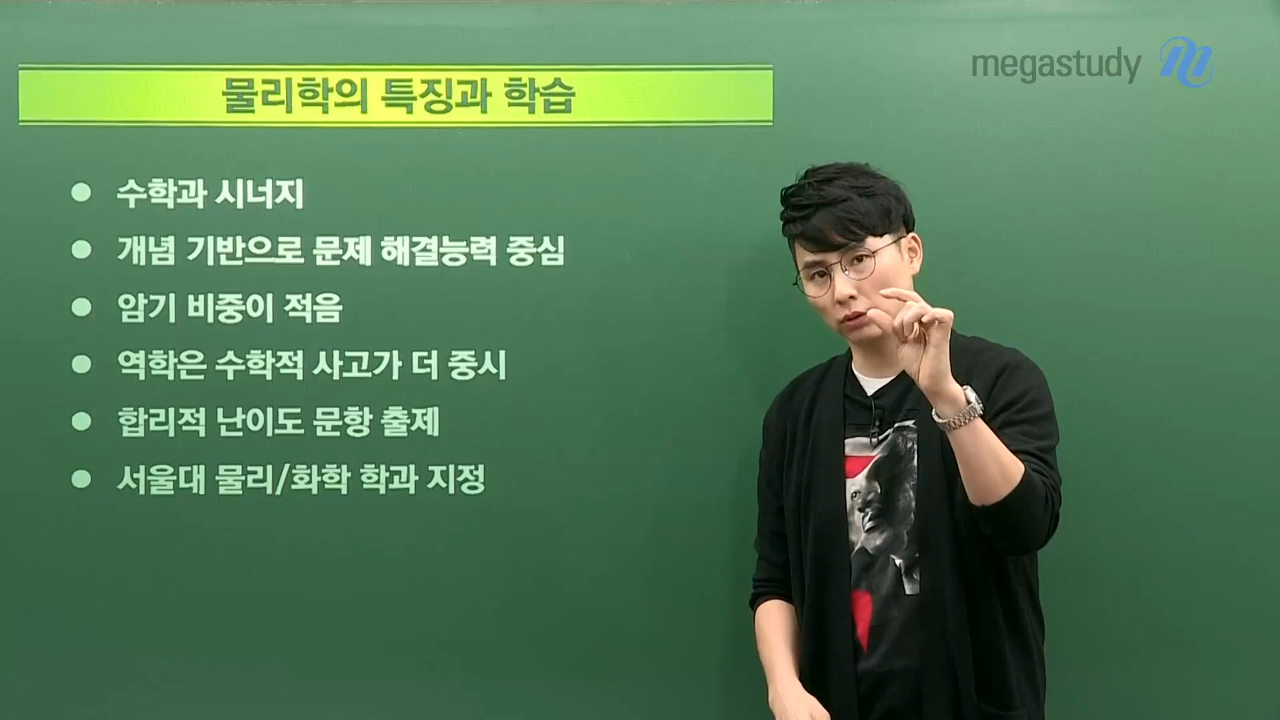 megastudy
물리학의 특징과 학습
수학과 시너지
개념 기반으로 문제 해결능력 중심
암기 비중이 적음
역학은 수학적 사고가 더 중시
합리적 난이도 문항 출제
서울대 물리/화학 학과 지정